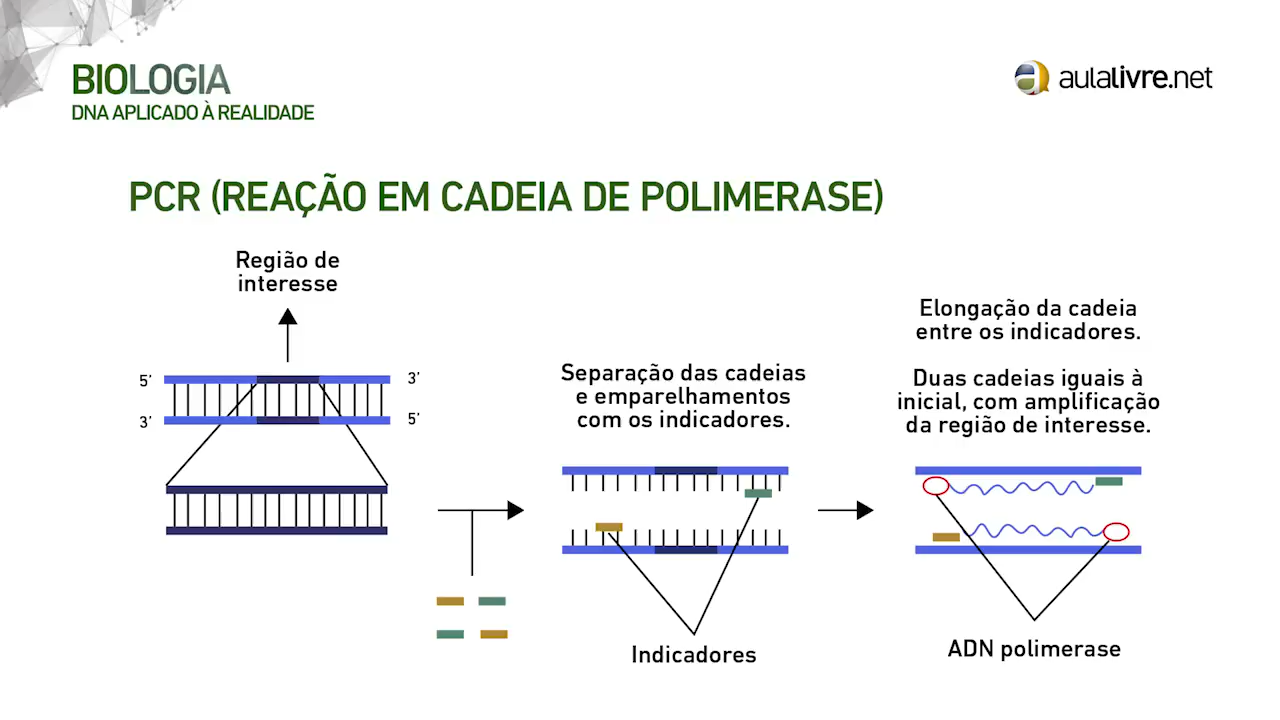 BIOLOGIA
DNA APLICADO À REALIDADE
aulalivre.net
PCR (REAÇÃO EM CADEIA DE POLIMERASE)
Região de
interesse
5’
3’
3’
5’
Separação das cadeias
e emparelhamentos
com os indicadores.
Indicadores
Elongação da cadeia
entre os indicadores.
Duas cadeias iguais à
inicial, com amplificação
da região de interesse.
ADN polimerase